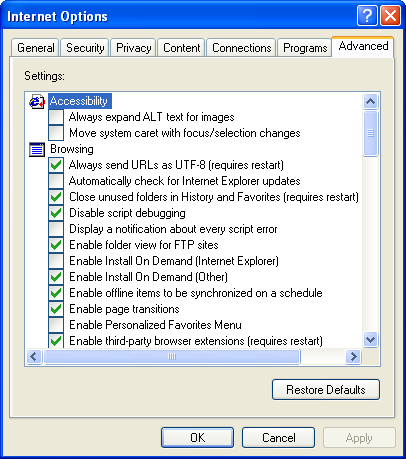 Internet Options
General Security Privacy Content Connections Programs Advanced
Settings:
Accessibility
Always expand ALT text for images
Move system caret with focus/selection changes
Browsing
Always send URLs as UTF-8 (requires restart)
Automatically check for Internet Explorer updates
Close unused folders in History and Favorites (requires restart)
Disable script debugging
Display a notification about every script error
Enable folder view for FTP sites
Enable Install On Demand (Internet Explorer)
Enable Install On Demand (Other)
Enable offline items to be synchronized on a schedule
Enable page transitions
Enable Personalized Favorites Menu
Enable third-party browser extensions (requires restart)
Restore Defaults
OK Cancel Apply